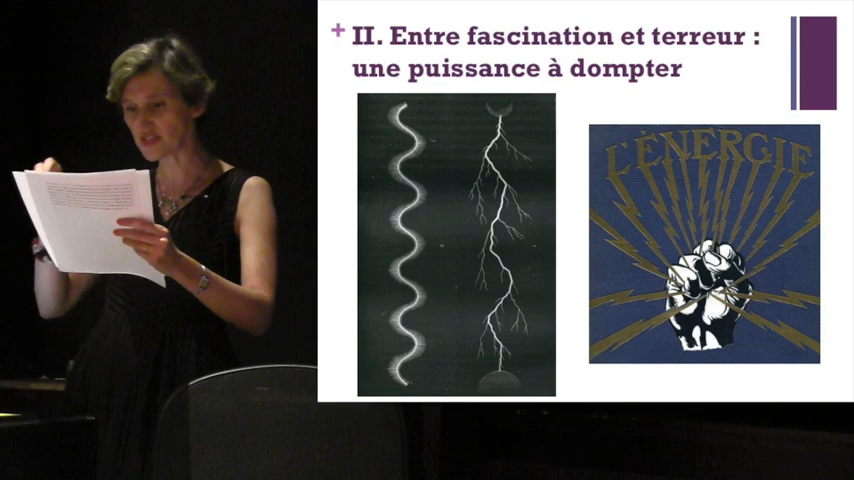 + II. Entre fascination et terreur :
une puissance à dompter
L'ÉNERGIE